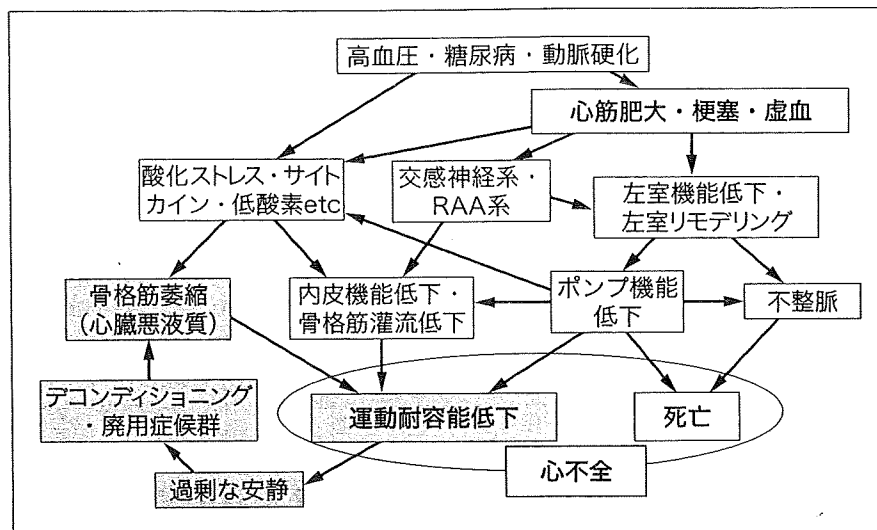 高血圧・糖尿病・動脈硬化
心筋肥大・梗塞・虚血
酸化ストレス・サイト
カイン・低酸素etc
交感神経系・
RAA系
左室機能低下・
左室リモデリング
骨格筋萎縮
（心臓悪液質）
内皮機能低下・
骨格筋灌流低下
ポンプ機能
低下
不整脈
デコンディショニング
・廃用症候群
運動耐容能低下
死亡
過剰な安静
心不全